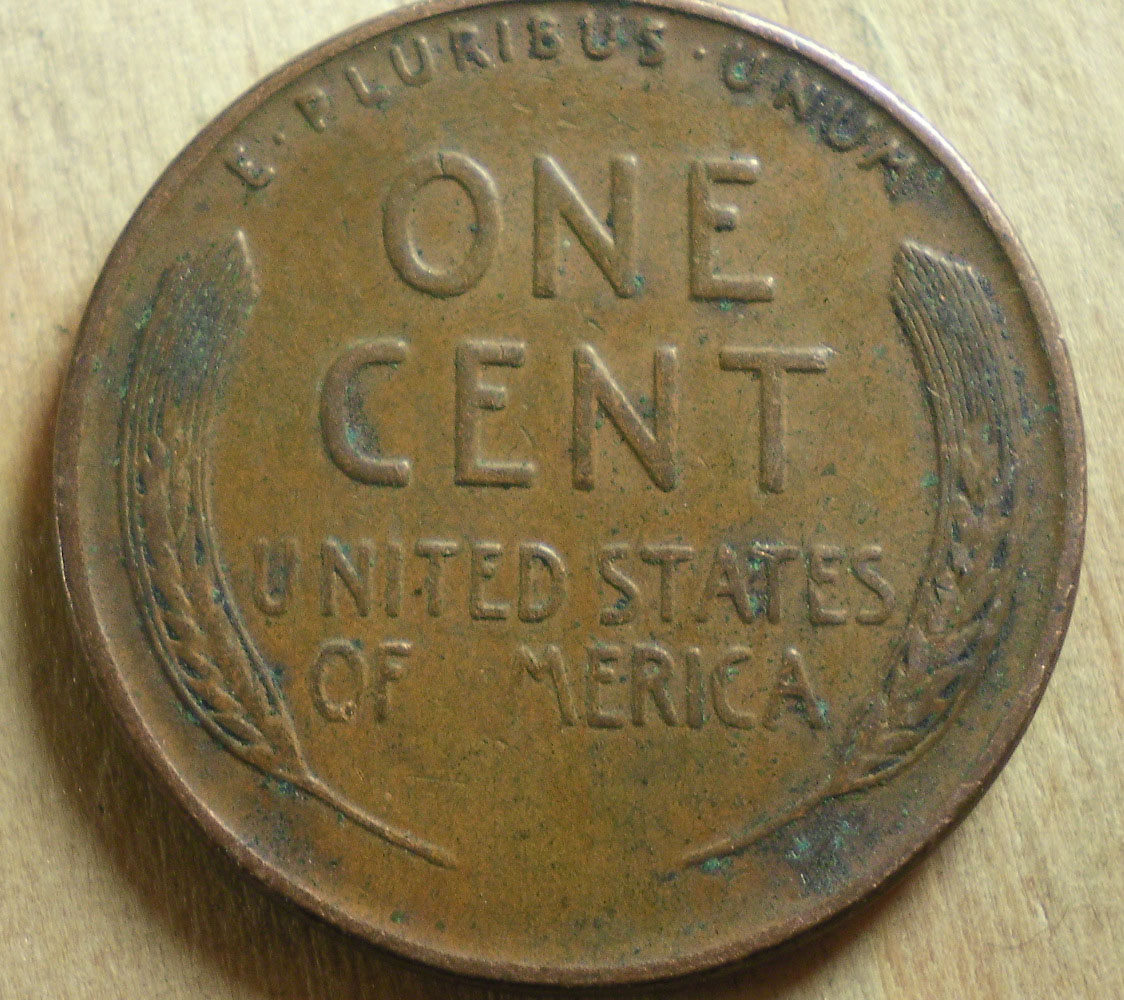 E · PLURIBUS · UNUM
ONE
CENT
UNITED STATES
OF MERICA